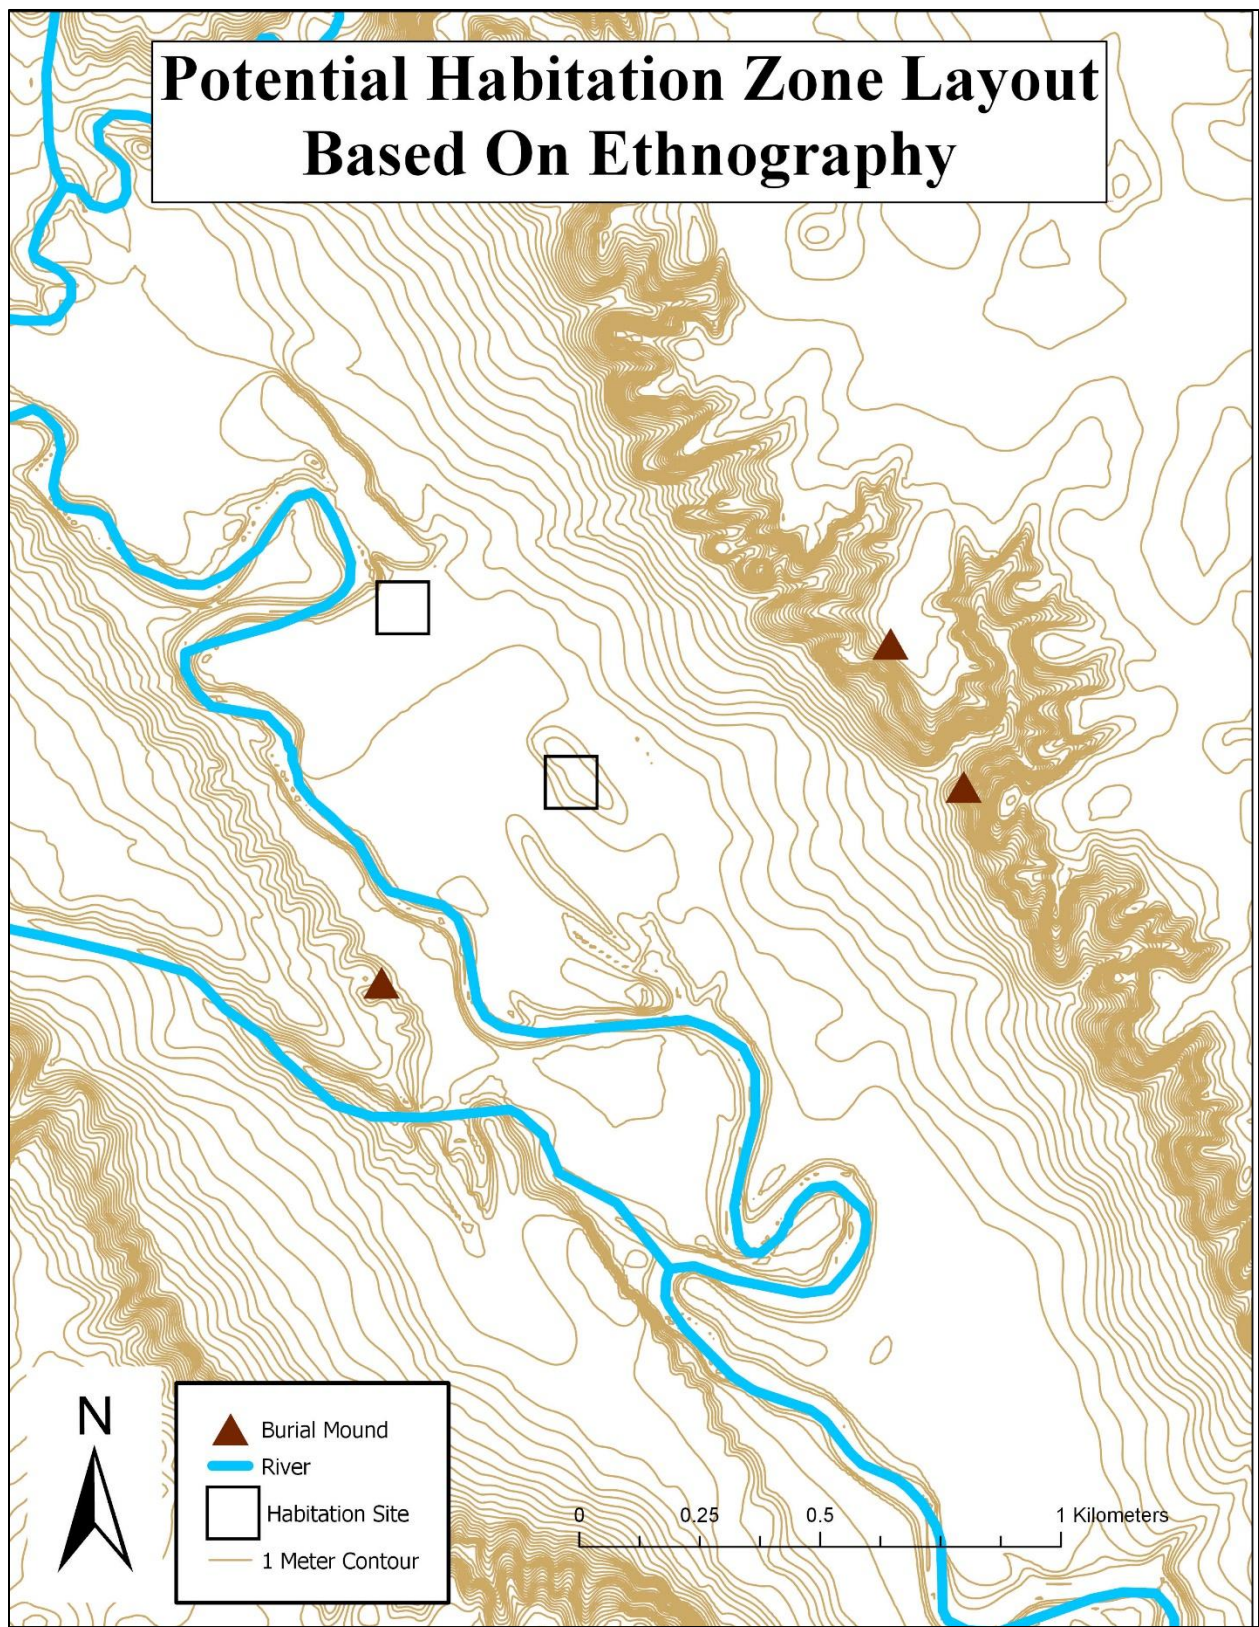 Potential Habitation Zone Layout
Based On Ethnography
N
Burial Mound
River
Habitation Site
1 Meter Contour
0 0.25 0.5 1 Kilometers